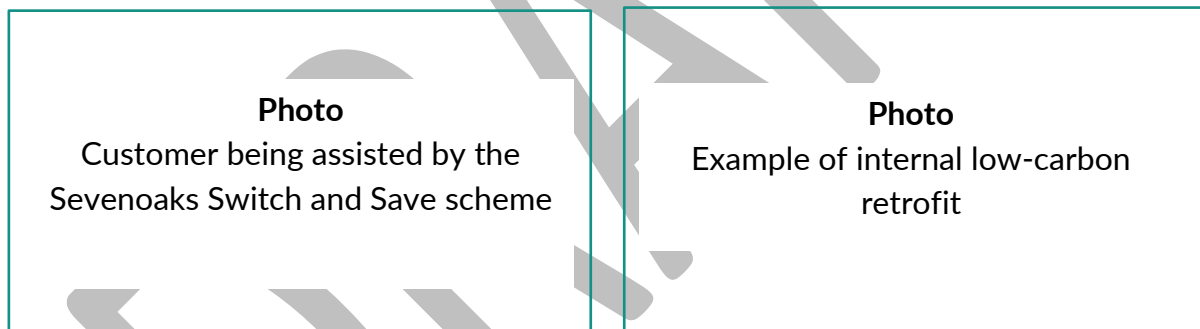 Photo
Customer being assisted by the
Sevenoaks Switch and Save scheme
Photo
Example of internal low-carbon
retrofit